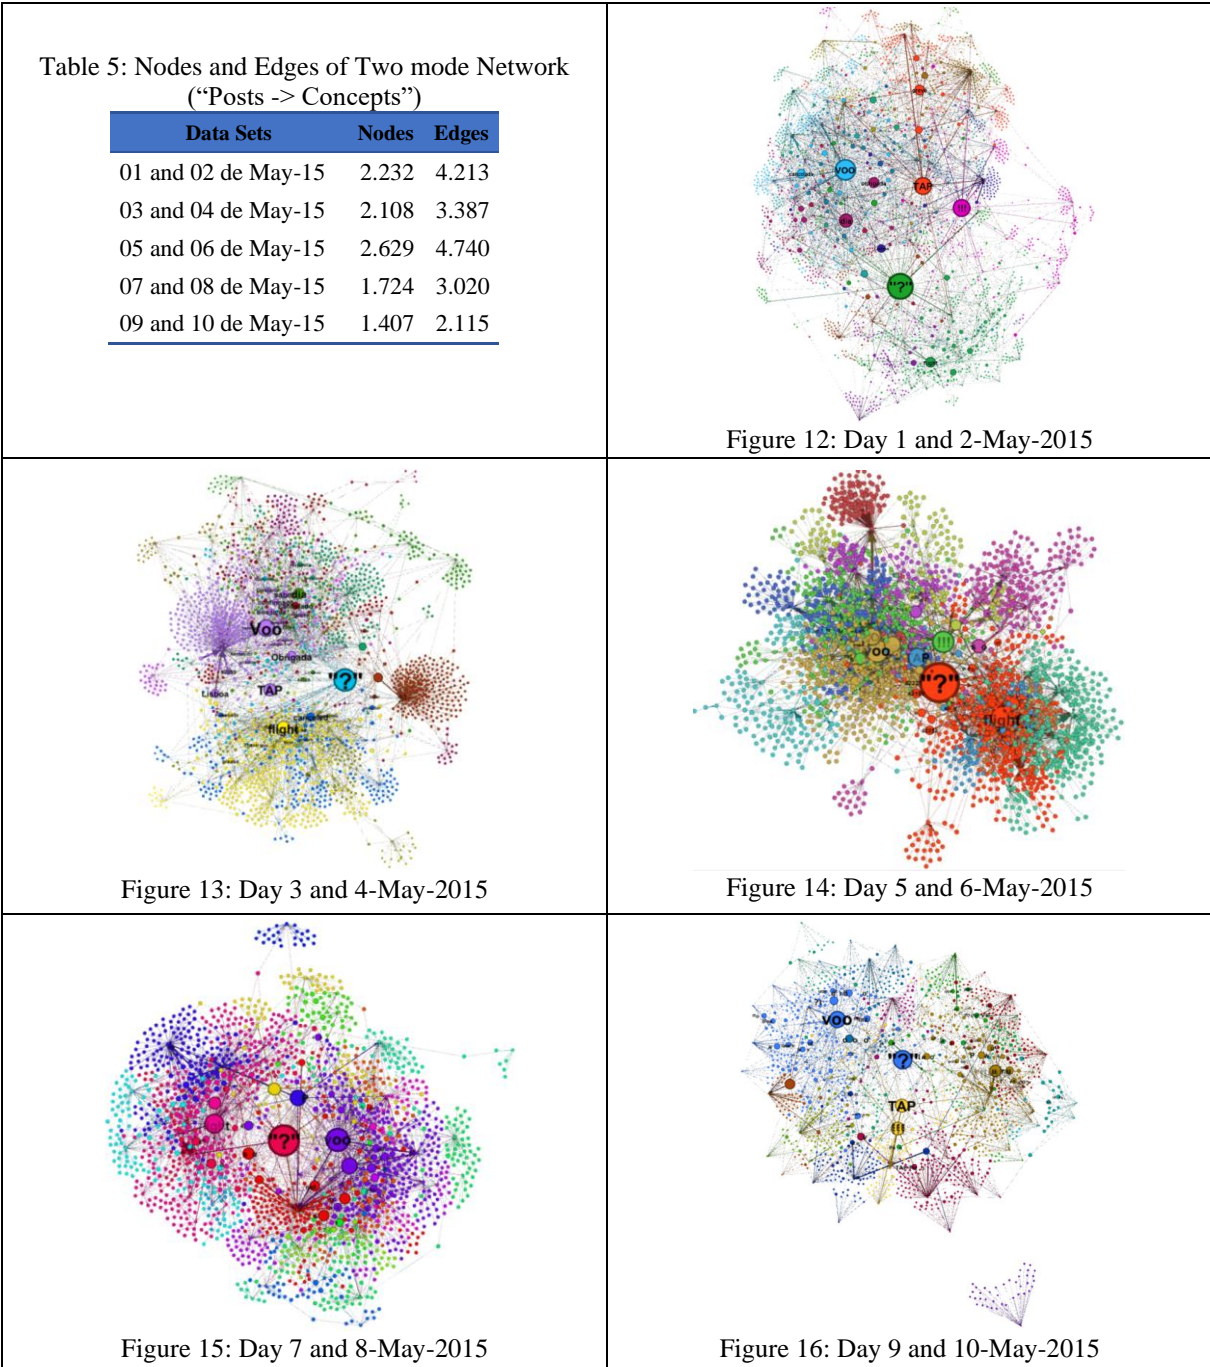 Table 5: Nodes and Edges of Two mode Network
(“Posts -> Concepts”)
Data Sets Nodes Edges
01 and 02 de May-15 2.232 4.213
03 and 04 de May-15 2.108 3.387
05 and 06 de May-15 2.629 4.740
07 and 08 de May-15 1.724 3.020
09 and 10 de May-15 1.407 2.115
voo
TAP
!!!
"?"
Figure 12: Day 1 and 2-May-2015
Voo
Obrigada
"?"
Lisboa
TAP
flight
Figure 13: Day 3 and 4-May-2015
!!!
voo
"?"
flight
Figure 14: Day 5 and 6-May-2015
"?"
voo
Figure 15: Day 7 and 8-May-2015
voo
"?"
TAP
!!!
Figure 16: Day 9 and 10-May-2015